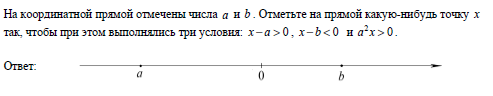 На координатной прямой отмечены числа a и b. Отметьте на прямой какую-нибудь точку x
так, чтобы при этом выполнялись три условия: x−a>0, x−b<0 и a²x>0.
Ответ:
a 0 b